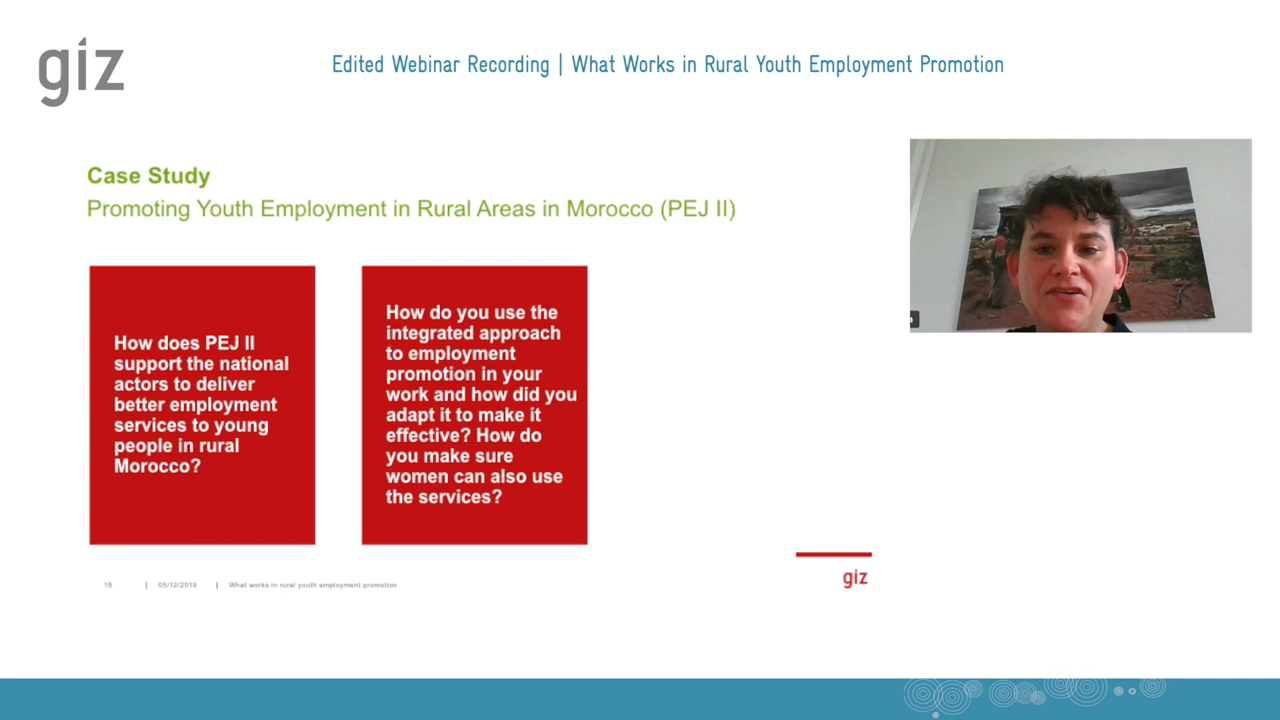 giz
Edited Webinar Recording | What Works in Rural Youth Employment Promotion
Case Study
Promoting Youth Employment in Rural Areas in Morocco (PEJ II)
How does PEJ II
support the national
actors to deliver
better employment
services to young
people in rural
Morocco?
How do you use the
integrated approach
to employment
promotion in your
work and how did you
adapt it to make it
effective? How do
you make sure
women can also use
the services?
15 | 05/12/2019 | What works in rural youth employment promotion
giz